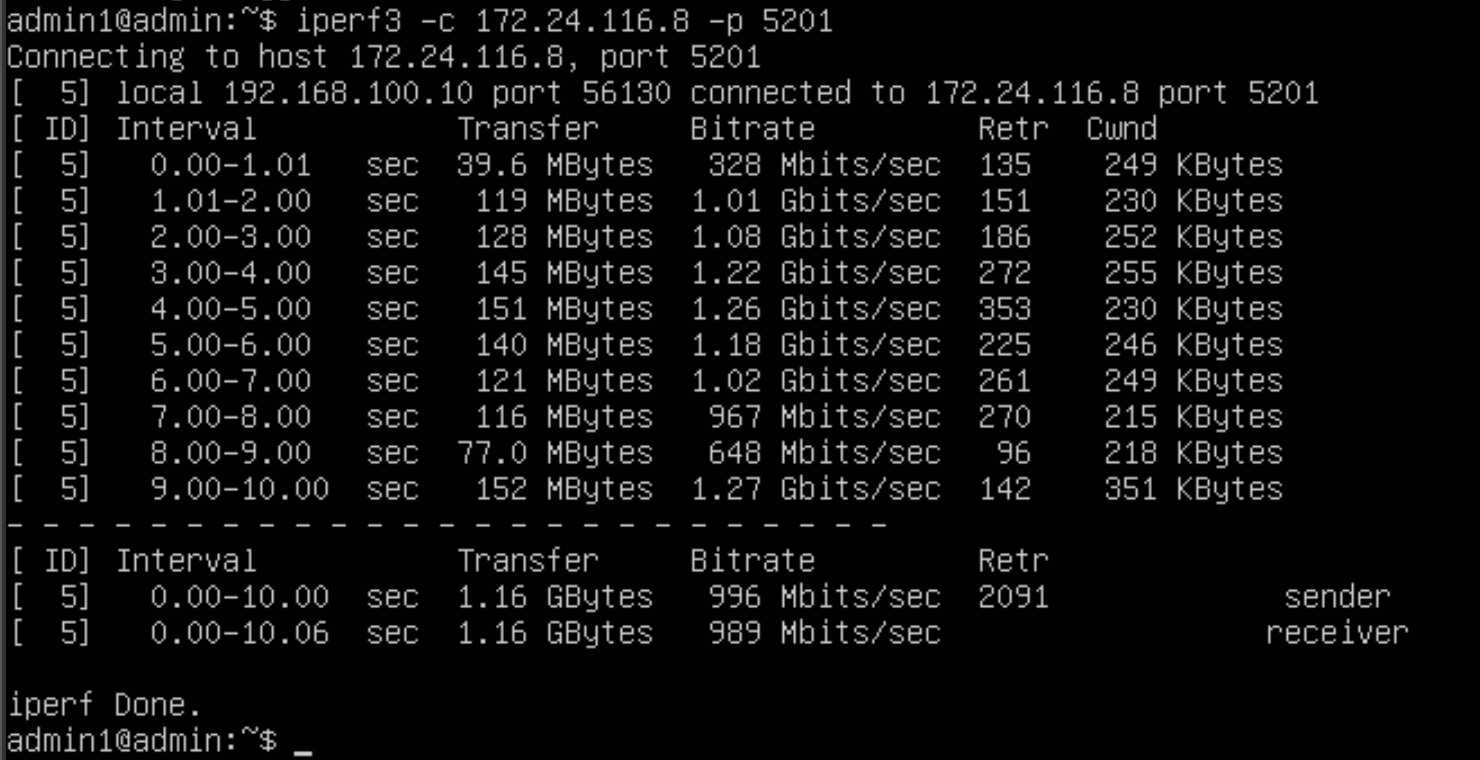 admin1@admin:~$ iperf3 -c 172.24.116.8 -p 5201
Connecting to host 172.24.116.8, port 5201
[  5] local 192.168.100.10 port 56130 connected to 172.24.116.8 port 5201
[ ID] Interval           Transfer     Bitrate         Retr  Cwnd
[  5]   0.00-1.01   sec  39.6 MBytes   328 Mbits/sec  135    249 KBytes
[  5]   1.01-2.00   sec   119 MBytes  1.01 Gbits/sec  151    230 KBytes
[  5]   2.00-3.00   sec   128 MBytes  1.08 Gbits/sec  186    252 KBytes
[  5]   3.00-4.00   sec   145 MBytes  1.22 Gbits/sec  272    255 KBytes
[  5]   4.00-5.00   sec   151 MBytes  1.26 Gbits/sec  353    230 KBytes
[  5]   5.00-6.00   sec   140 MBytes  1.18 Gbits/sec  225    246 KBytes
[  5]   6.00-7.00   sec   121 MBytes  1.02 Gbits/sec  261    249 KBytes
[  5]   7.00-8.00   sec   116 MBytes   967 Mbits/sec  270    215 KBytes
[  5]   8.00-9.00   sec  77.0 MBytes   648 Mbits/sec   96    218 KBytes
[  5]   9.00-10.00  sec   152 MBytes  1.27 Gbits/sec  142    351 KBytes
- - - - - - - - - - - - - - - - - - - - - - - - -
[ ID] Interval           Transfer     Bitrate         Retr
[  5]   0.00-10.00  sec  1.16 GBytes   996 Mbits/sec  2091             sender
[  5]   0.00-10.06  sec  1.16 GBytes   989 Mbits/sec                  receiver

iperf Done.
admin1@admin:~$ _